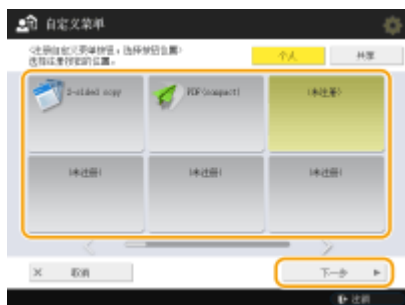 自定义菜单
<注册自定义菜单按钮：选择按钮位置>
选择注册按钮的位置。
个人
共享
2-sided copy
PDF(compact)
(未注册)
(未注册)
(未注册)
(未注册)
× 取消
下一步
注销